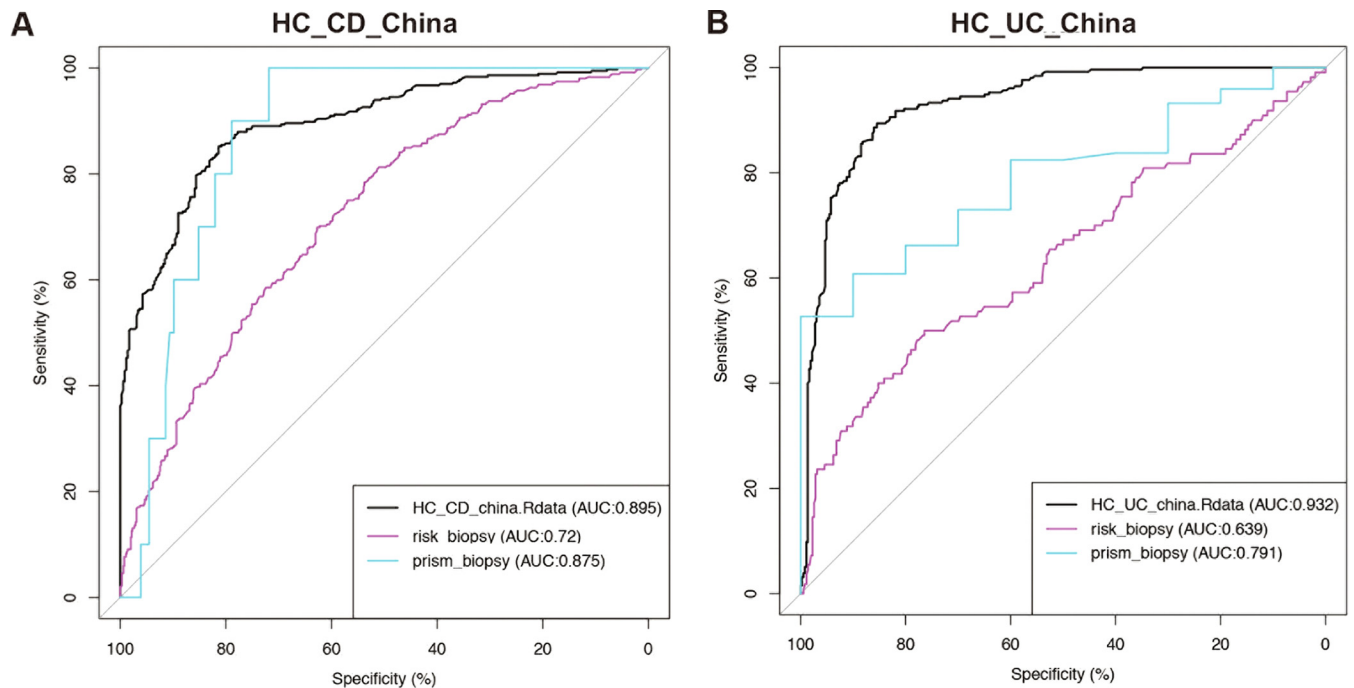 A
HC_CD_China
100
80
60
40
20
0
Sensitivity (%)
HC_CD_china.Rdata (AUC:0.895)
risk_biopsy (AUC:0.72)
prism_biopsy (AUC:0.875)
100
80
60
40
20
0
Specificity (%)
B
HC_UC_China
100
80
60
40
20
0
Sensitivity (%)
HC_UC_china.Rdata (AUC:0.932)
risk_biopsy (AUC:0.639)
prism_biopsy (AUC:0.791)
100
80
60
40
20
0
Specificity (%)